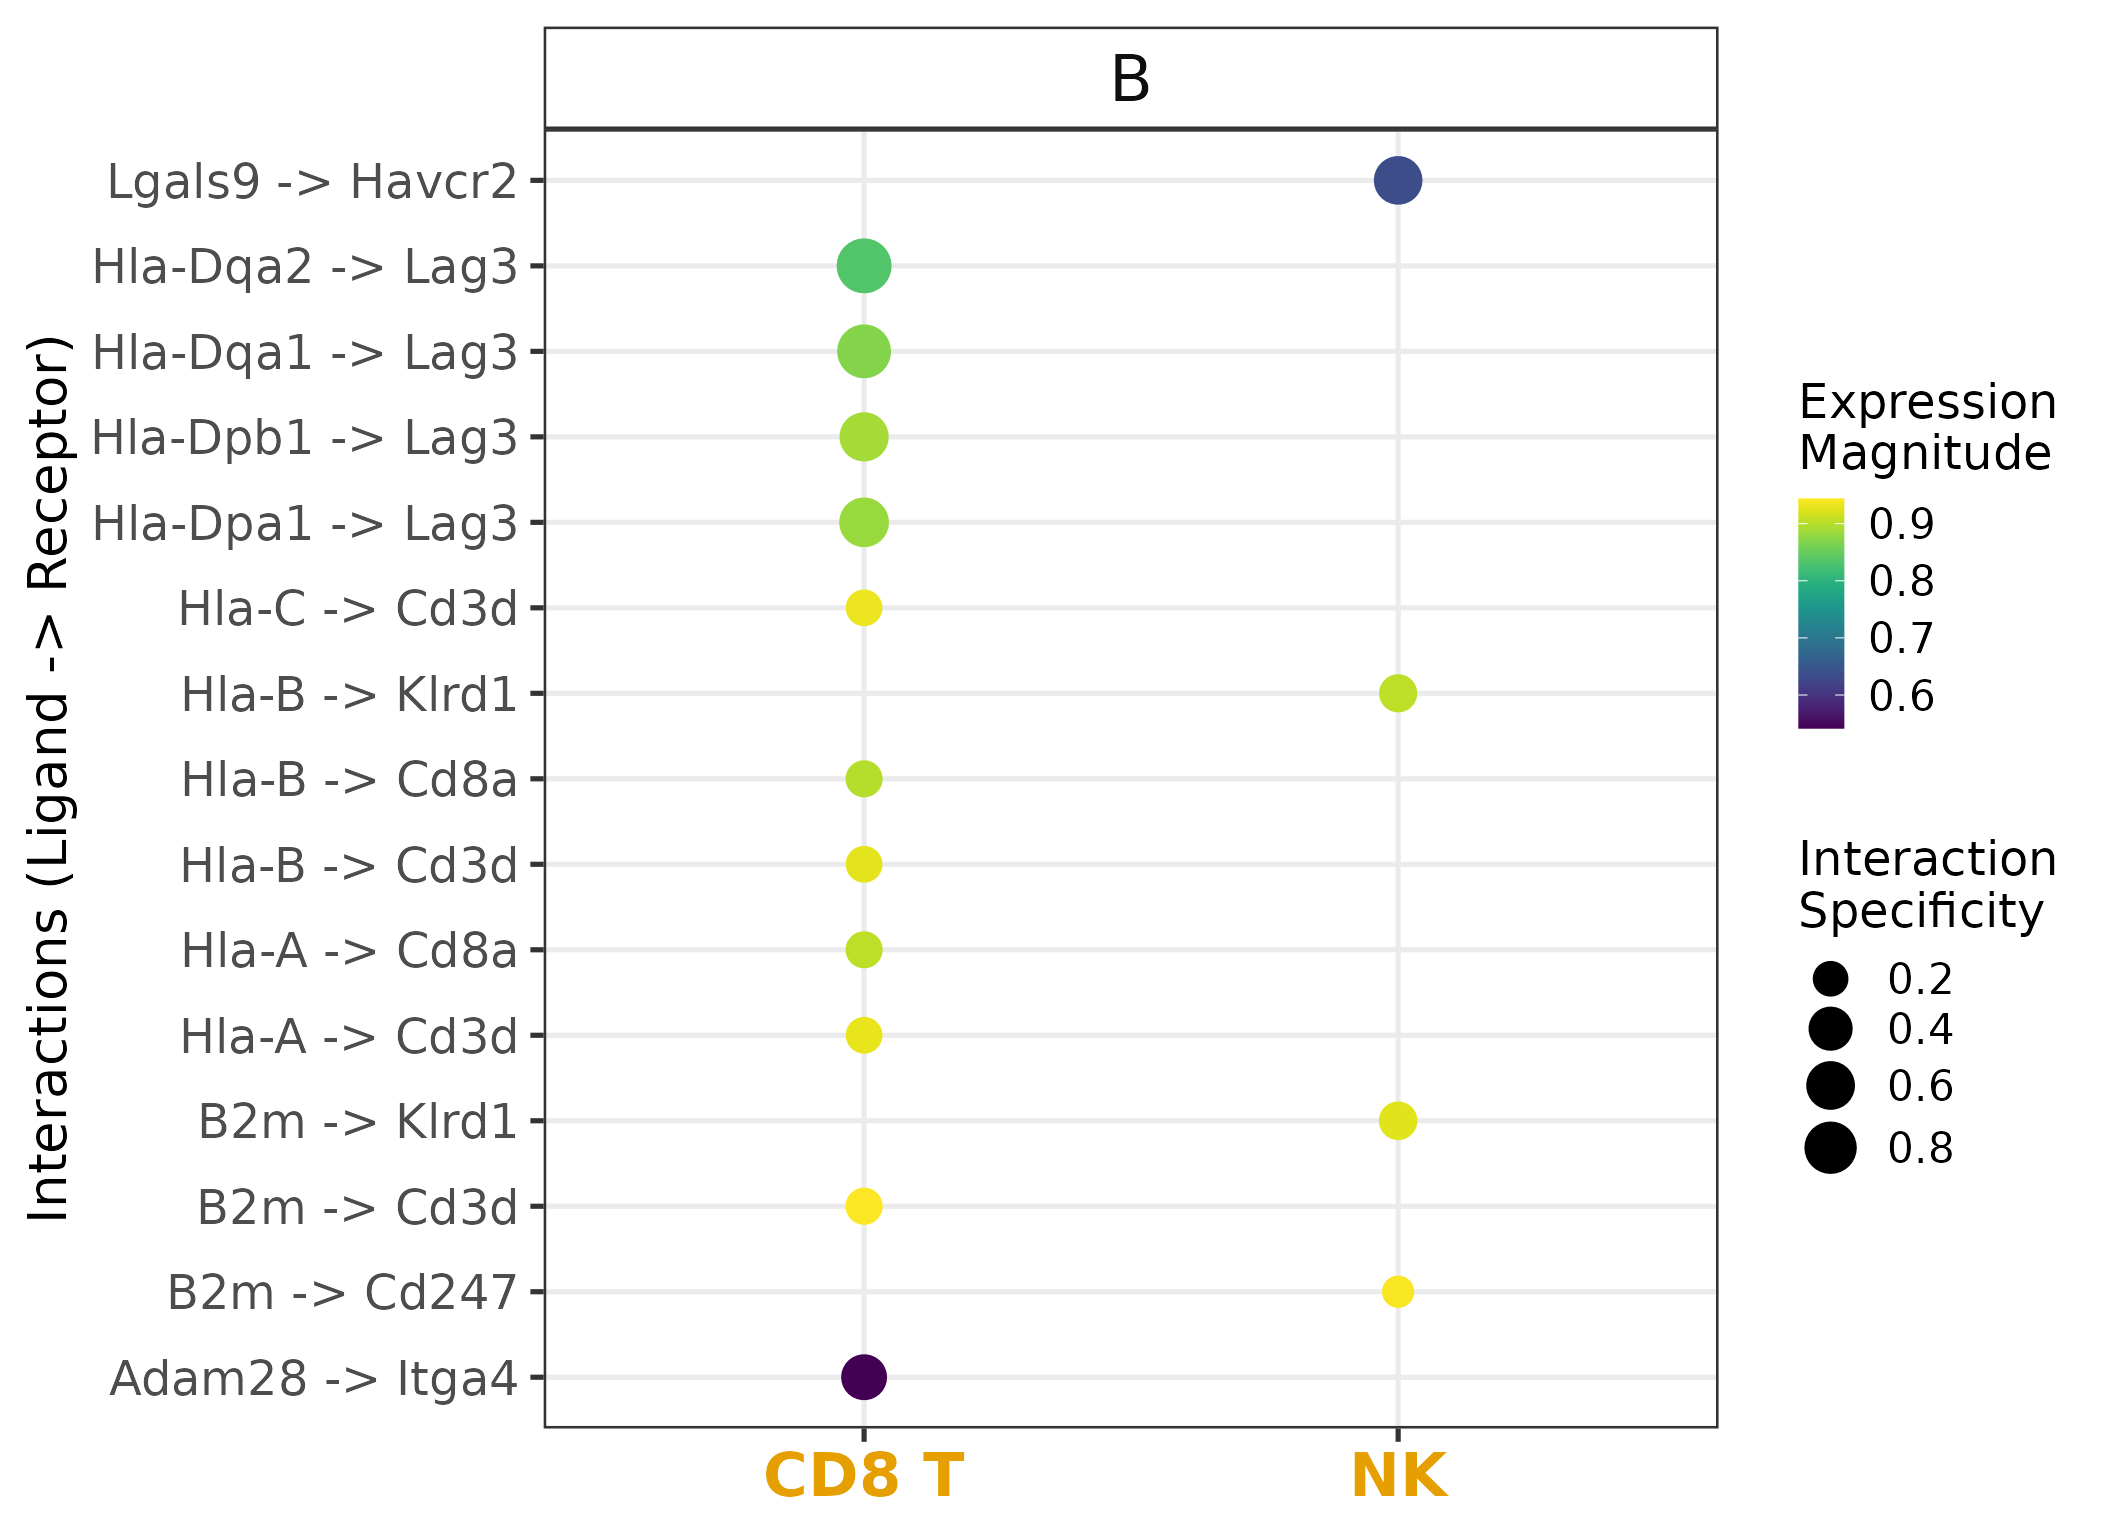 B
Interactions (Ligand -> Receptor)
Lgals9 -> Havcr2
Hla-Dqa2 -> Lag3
Hla-Dqa1 -> Lag3
Hla-Dpb1 -> Lag3
Hla-Dpa1 -> Lag3
Hla-C -> Cd3d
Hla-B -> Klrd1
Hla-B -> Cd8a
Hla-B -> Cd3d
Hla-A -> Cd8a
Hla-A -> Cd3d
B2m -> Klrd1
B2m -> Cd3d
B2m -> Cd247
Adam28 -> Itga4
CD8 T
NK
Expression
Magnitude
0.9
0.8
0.7
0.6
Interaction
Specificity
0.2
0.4
0.6
0.8